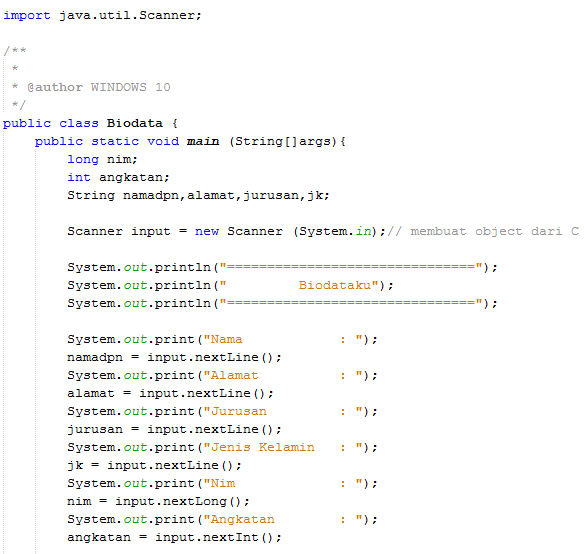 import java.util.Scanner;
/**
 *
 * @author WINDOWS 10
 */
public class Biodata {
    public static void main (String[]args){
        long nim;
        int angkatan;
        String namadpn,alamat,jurusan,jk;
        Scanner input = new Scanner (System.in);// membuat object dari C
        System.out.println("===============================");
        System.out.println("         Biodataku");
        System.out.println("===============================");
        System.out.print("Nama            : ");
        namadpn = input.nextLine();
        System.out.print("Alamat          : ");
        alamat = input.nextLine();
        System.out.print("Jurusan         : ");
        jurusan = input.nextLine();
        System.out.print("Jenis Kelamin   : ");
        jk = input.nextLine();
        System.out.print("Nim             : ");
        nim = input.nextLong();
        System.out.print("Angkatan        : ");
        angkatan = input.nextInt();